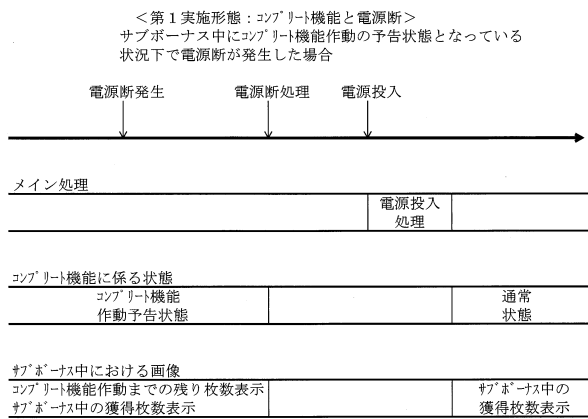 ＜第１実施形態：ｺﾝﾌﾟﾘｰﾄ機能と電源断＞
サブボーナス中にｺﾝﾌﾟﾘｰﾄ機能作動の予告状態となっている
状況下で電源断が発生した場合
電源断発生 電源断処理 電源投入
メイン処理
電源投入
処理
ｺﾝﾌﾟﾘｰﾄ機能に係る状態
ｺﾝﾌﾟﾘｰﾄ機能
作動予告状態
通常
状態
ｻﾌﾞﾎﾞｰﾅｽ中における画像
ｺﾝﾌﾟﾘｰﾄ機能作動までの残り枚数表示
ｻﾌﾞﾎﾞｰﾅｽ中の獲得枚数表示
ｻﾌﾞﾎﾞｰﾅｽ中の
獲得枚数表示